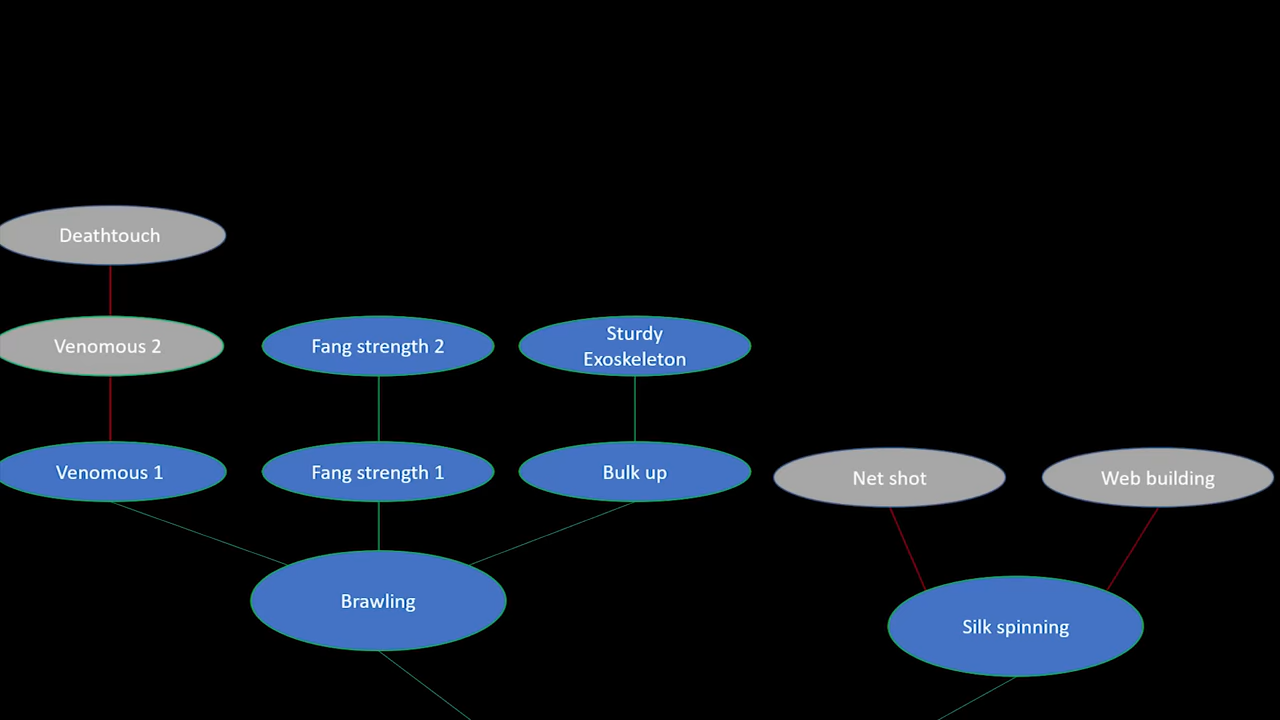 Deathtouch
Venomous 2
Fang strength 2
Sturdy
Exoskeleton
Venomous 1
Fang strength 1
Bulk up
Net shot
Web building
Brawling
Silk spinning